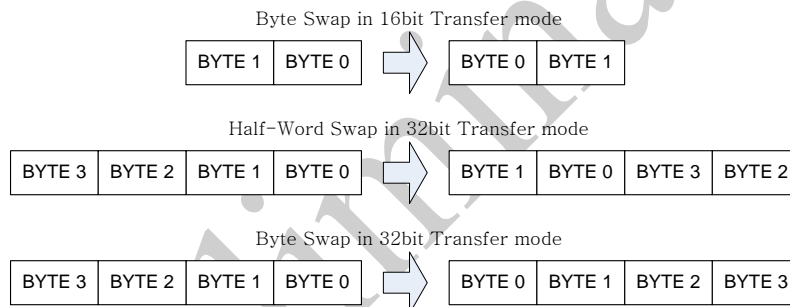 Byte Swap in 16bit Transfer mode
BYTE 1 BYTE 0 BYTE 0 BYTE 1
Half-Word Swap in 32bit Transfer mode
BYTE 3 BYTE 2 BYTE 1 BYTE 0 BYTE 1 BYTE 0 BYTE 3 BYTE 2
Byte Swap in 32bit Transfer mode
BYTE 3 BYTE 2 BYTE 1 BYTE 0 BYTE 0 BYTE 1 BYTE 2 BYTE 3